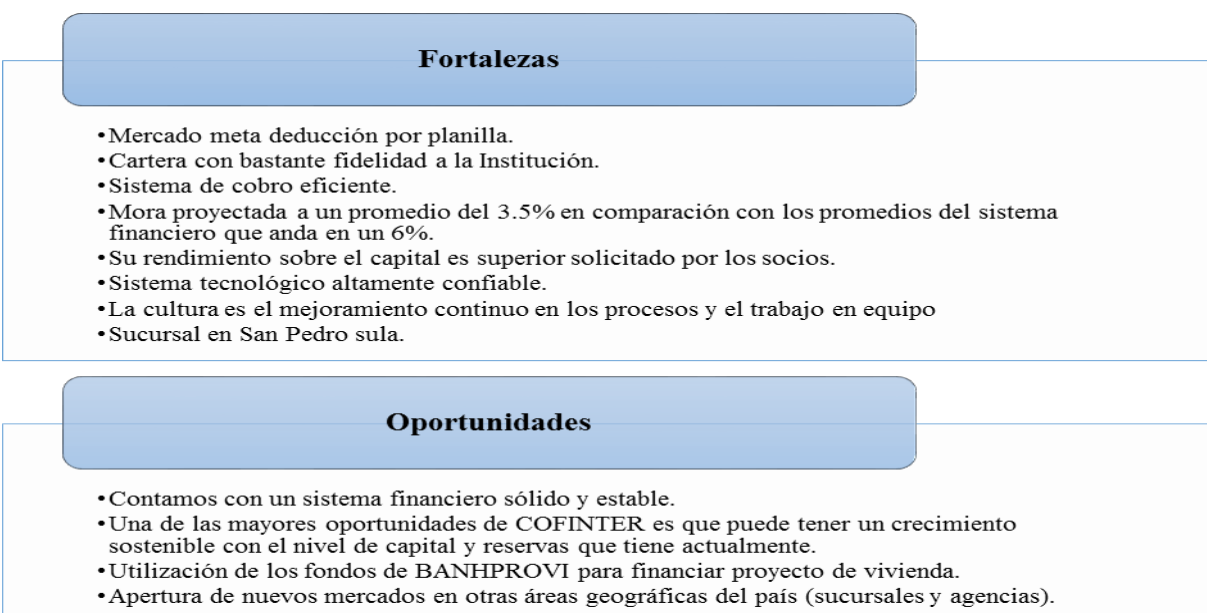 Fortalezas
•Mercado meta deducción por planilla.
•Cartera con bastante fidelidad a la Institución.
•Sistema de cobro eficiente.
•Mora proyectada a un promedio del 3.5% en comparación con los promedios del sistema
financiero que anda en un 6%.
•Su rendimiento sobre el capital es superior solicitado por los socios.
•Sistema tecnológico altamente confiable.
•La cultura es el mejoramiento continuo en los procesos y el trabajo en equipo
•Sucursal en San Pedro sula.
Oportunidades
•Contamos con un sistema financiero sólido y estable.
•Una de las mayores oportunidades de COFINTER es que puede tener un crecimiento
sostenible con el nivel de capital y reservas que tiene actualmente.
•Utilización de los fondos de BANHPROVI para financiar proyecto de vivienda.
•Apertura de nuevos mercados en otras áreas geográficas del país (sucursales y agencias).